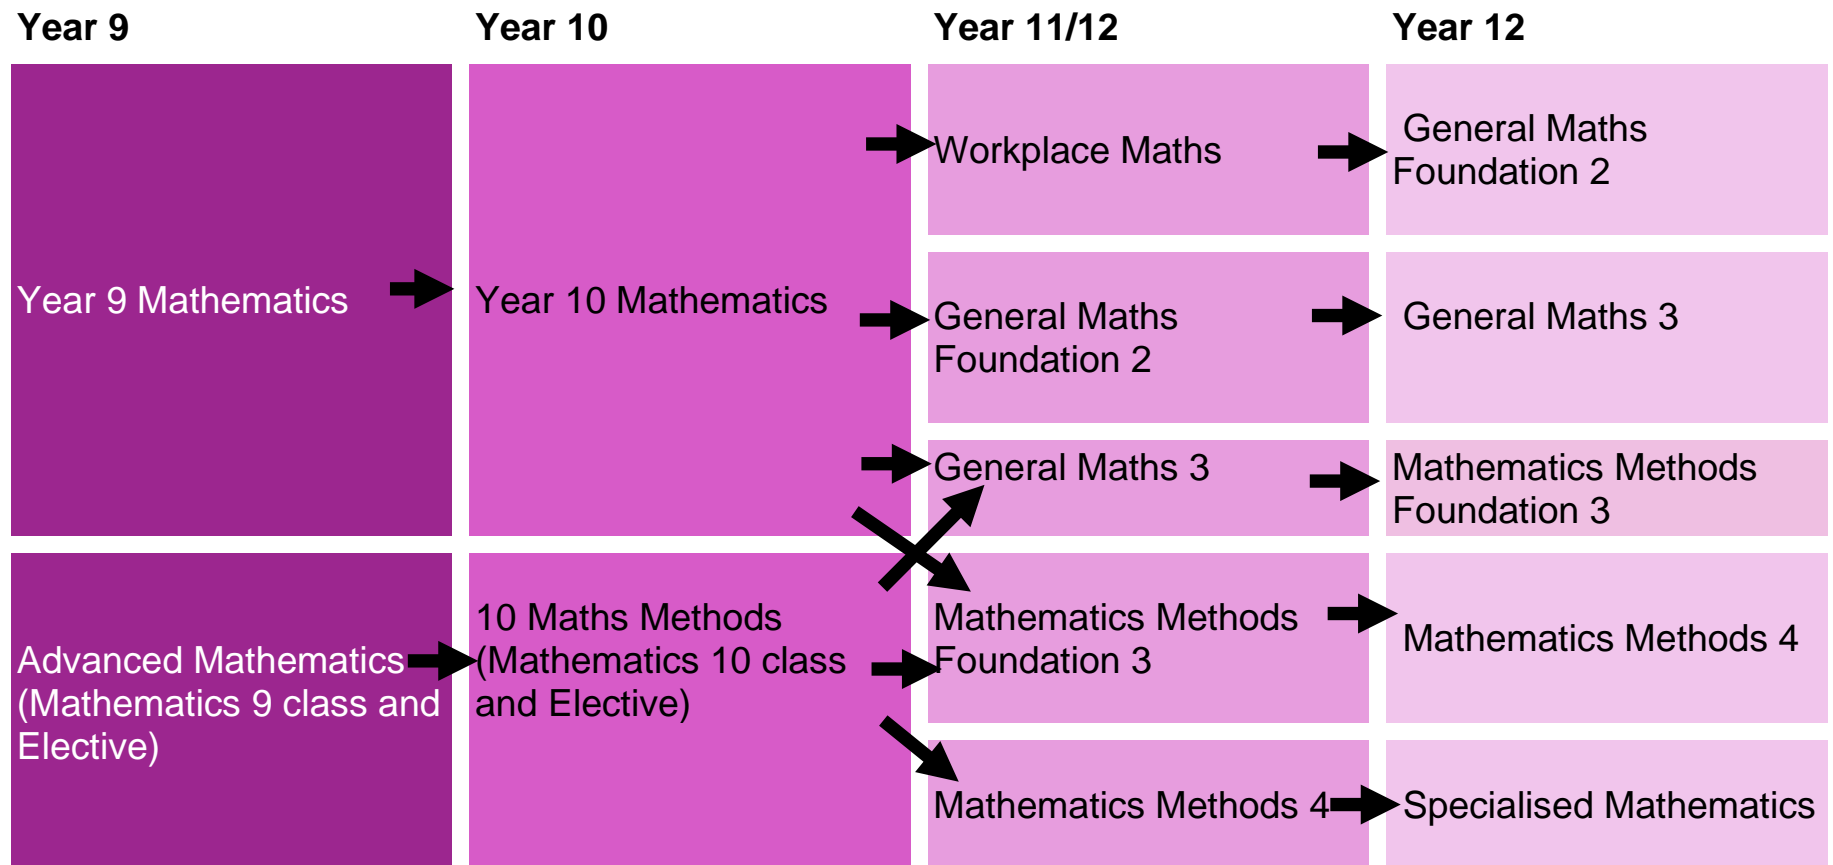 Year 9
Year 10
Year 11/12
Year 12
Year 9 Mathematics
Year 10 Mathematics
Workplace Maths
General Maths
Foundation 2
General Maths
Foundation 2
General Maths 3
General Maths 3
Mathematics Methods
Foundation 3
Advanced Mathematics
(Mathematics 9 class and
Elective)
10 Maths Methods
(Mathematics 10 class
and Elective)
Mathematics Methods
Foundation 3
Mathematics Methods 4
Mathematics Methods 4
Specialised Mathematics